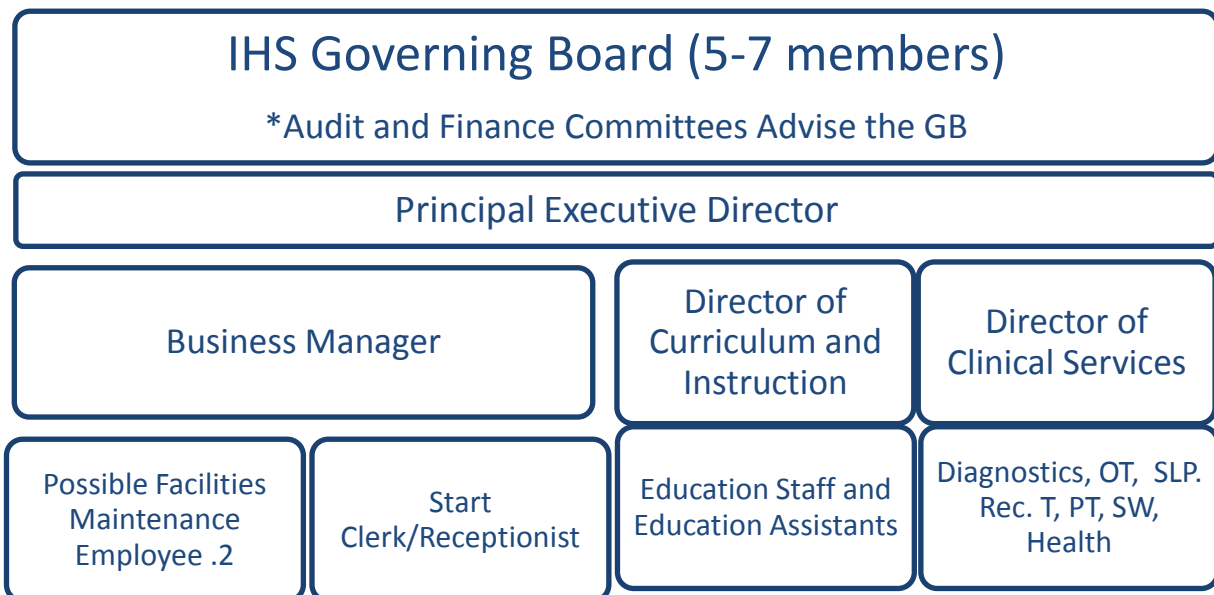 IHS Governing Board (5-7 members)
*Audit and Finance Committees Advise the GB
Principal Executive Director
Business Manager
Director of
Curriculum and
Instruction
Director of
Clinical Services
Possible Facilities
Maintenance
Employee .2
Start
Clerk/Receptionist
Education Staff and
Education Assistants
Diagnostics, OT, SLP.
Rec. T, PT, SW,
Health